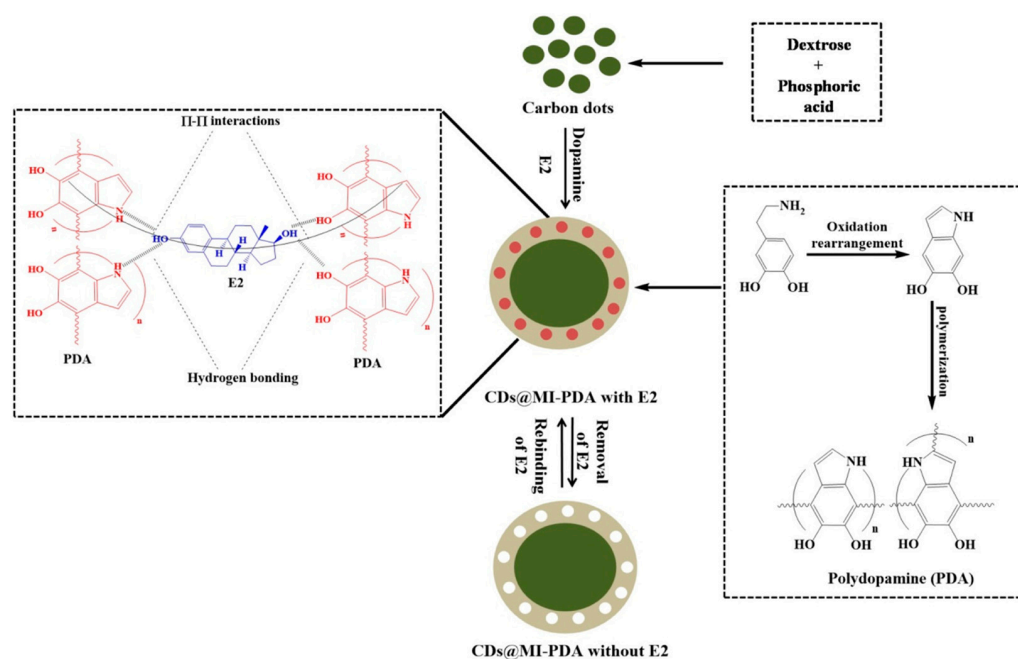 Carbon dots
Dextrose
+
Phosphoric
acid
Dopamine
E2
Π-Π interactions
HO
HO
N
H
n
HO
HO
H
N
n
PDA
HO
H
H
H
OH
E2
HO
HO
N
H
n
HO
HO
H
N
n
PDA
Hydrogen bonding
CDs@MI-PDA with E2
Rebinding
of E2
Removal
of E2
CDs@MI-PDA without E2
NH2
HO
OH
Oxidation
rearrangement
NH
HO
OH
polymerization
NH
n
HO
OH
n
HN
HO
OH
Polydopamine (PDA)